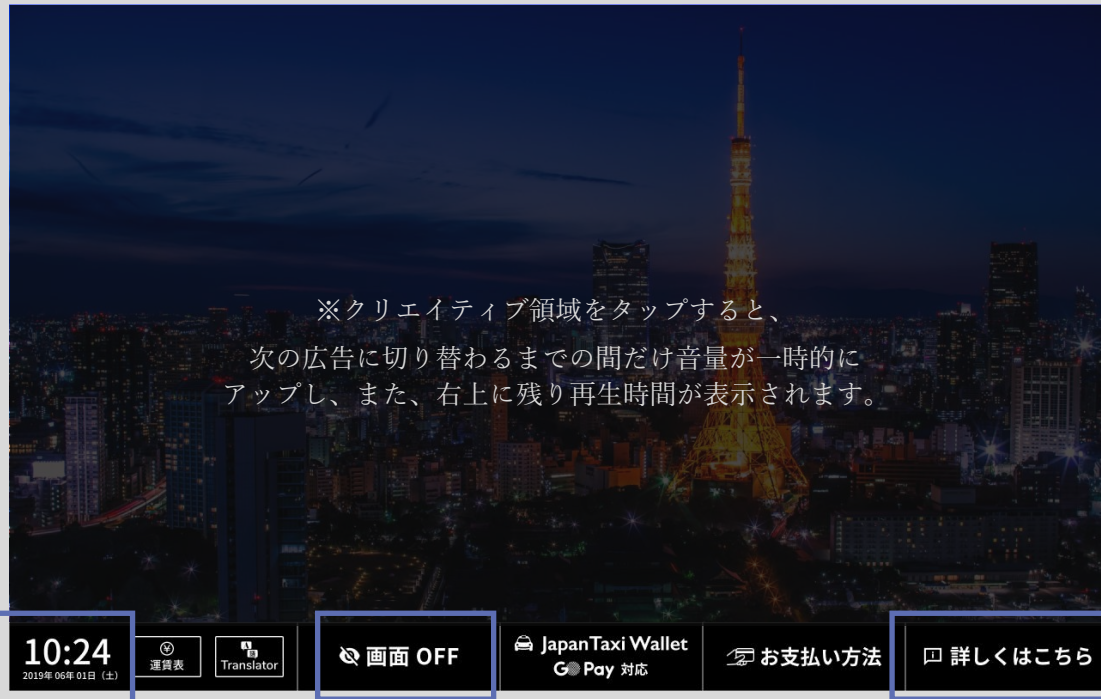 ※クリエイティブ領域をタップすると、
次の広告に切り替わるまでの間だけ音量が一時的に
アップし、また、右上に残り再生時間が表示されます。
10:24
2019年 06年 01日（土）
¥
運賃表
Translator
画面 OFF
JapanTaxi Wallet
GO Pay 対応
お支払い方法
詳しくはこちら